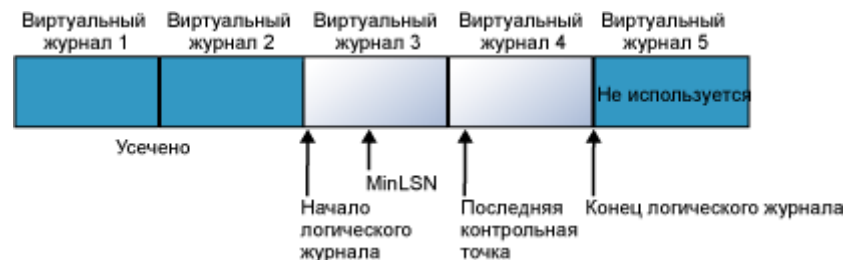 Виртуальный журнал 1
Виртуальный журнал 2
Виртуальный журнал 3
Виртуальный журнал 4
Виртуальный журнал 5
Не используется
Усечено
MinLSN
Начало
логического
журнала
Последняя
контрольная
точка
Конец логического журнала